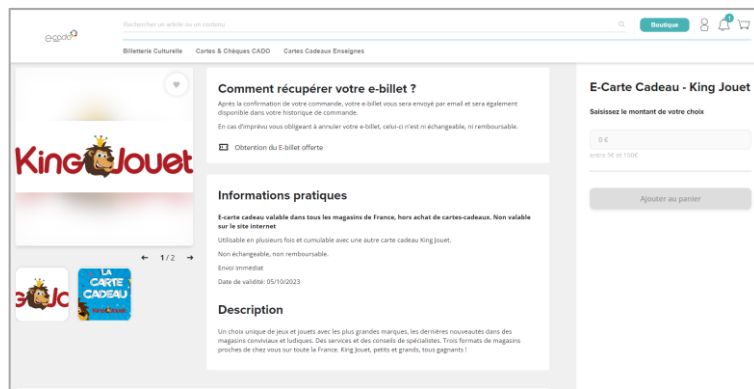 e-cado
Rechercher un article ou un contenu
Boutique
1
Billetterie Culturelle
Cartes & Chèques CADO
Cartes Cadeaux Enseignes
King Jouet
1/2
LA
CARTE
CADEAU
King Jouet
Comment récupérer votre e-billet ?
Après la confirmation de votre commande, votre e-billet vous sera envoyé par email et sera également
disponible dans votre historique de commande.
En cas d'imprévu vous obligeant à annuler votre e-billet, celui-ci n'est ni échangeable, ni remboursable.
Obtention du E-billet offerte
Informations pratiques
E-carte cadeau valable dans tous les magasins de France, hors achat de cartes-cadeaux. Non valable
sur le site internet
Utilisable en plusieurs fois et cumulable avec une autre carte cadeau King Jouet.
Non échangeable, non remboursable.
Envoi immédiat
Date de validité: 05/10/2023
Description
Un choix unique de jeux et jouets avec les plus grandes marques, les dernières nouveautés dans des
magasins conviviaux et ludiques. Des services et des conseils de spécialistes. Trois formats de magasins
proches de chez vous sur toute la France. King Jouet, petits et grands, tous gagnants !
E-Carte Cadeau - King Jouet
Saisissez le montant de votre choix
0 €
entre 5€ et 150€
Ajouter au panier